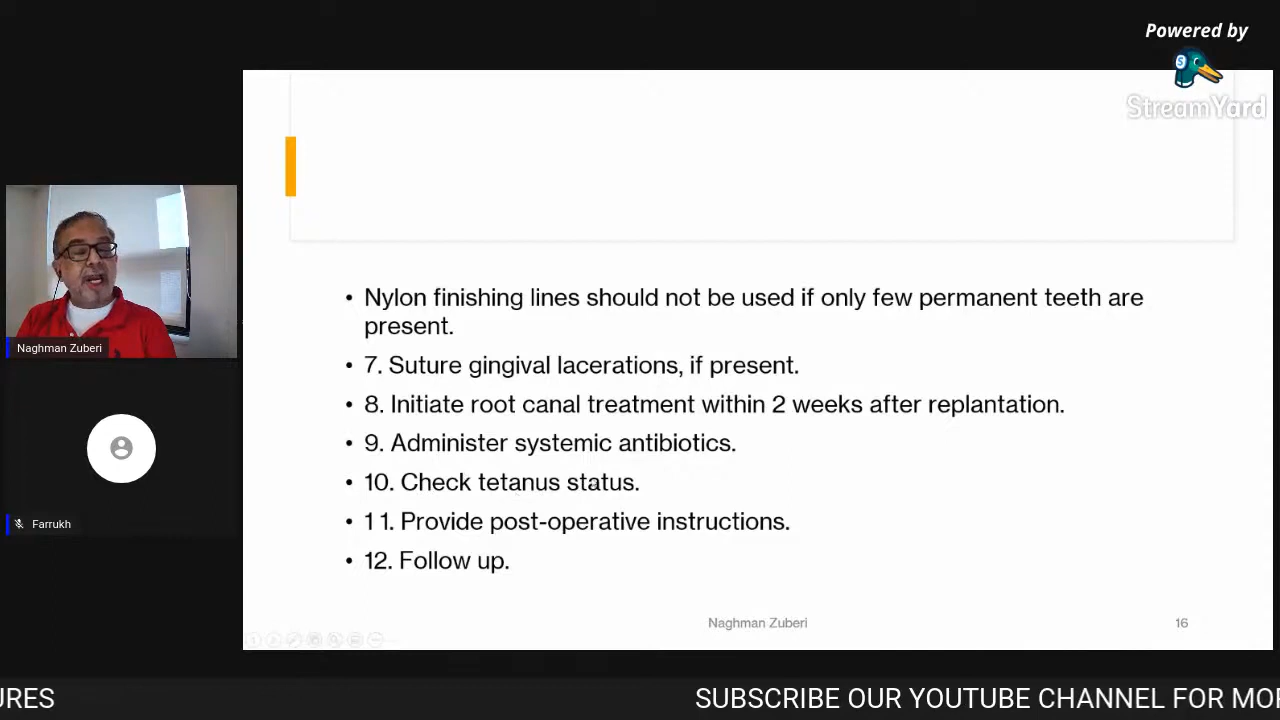 Powered by
StreamYard
• Nylon finishing lines should not be used if only few permanent teeth are
present.
• 7. Suture gingival lacerations, if present.
• 8. Initiate root canal treatment within 2 weeks after replantation.
• 9. Administer systemic antibiotics.
• 10. Check tetanus status.
• 11. Provide post-operative instructions.
• 12. Follow up.
Naghman Zuberi
16
Naghman Zuberi
Farrukh
URES
SUBSCRIBE OUR YOUTUBE CHANNEL FOR MOR